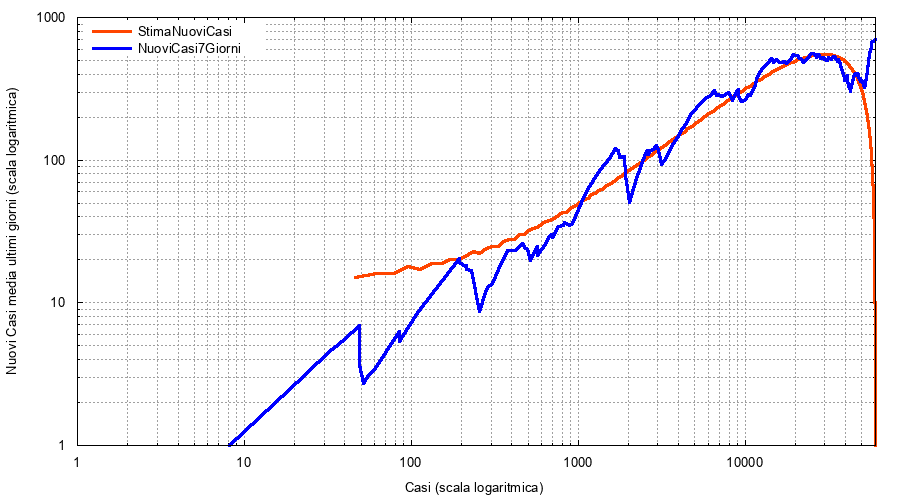 StimaNuoviCasi
NuoviCasi7Giorni
Nuovi Casi media ultimi giorni (scala logaritmica)
1000
100
10
1
1
10
100
1000
10000
Casi (scala logaritmica)